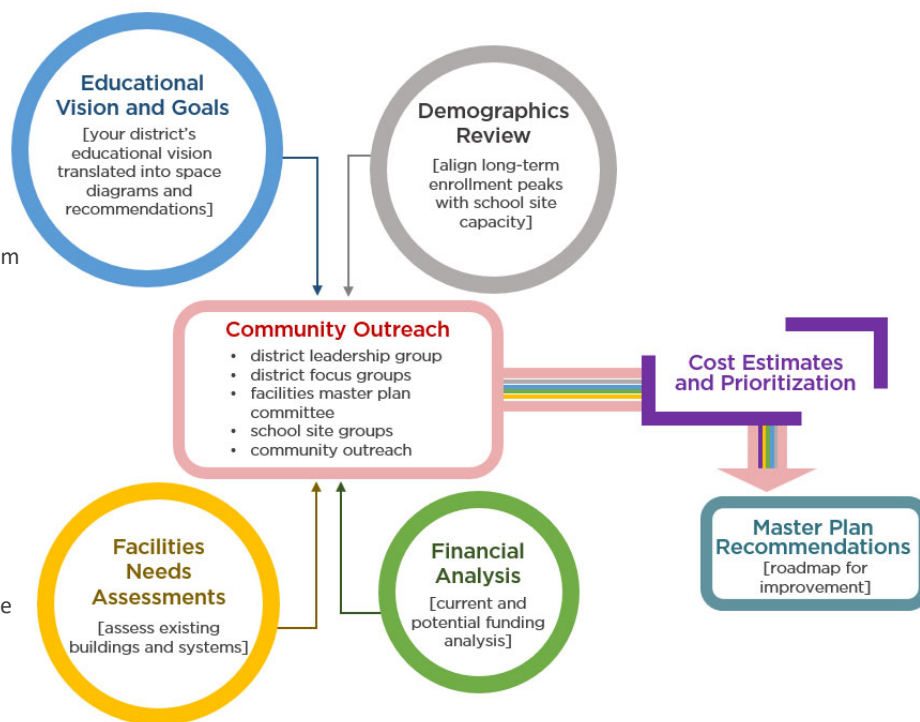 Educational
Vision and Goals
[your district's
educational vision
translated into space
diagrams and
recommendations]
Demographics
Review
[align long-term
enrollment peaks
with school site
capacity]
m
Community Outreach
• district leadership group
• district focus groups
• facilities master plan
committee
• school site groups
• community outreach
Cost Estimates
and Prioritization
Facilities
Needs
Assessments
[assess existing
buildings and systems]
e
Financial
Analysis
[current and
potential funding
analysis]
Master Plan
Recommendations
[roadmap for
improvement]